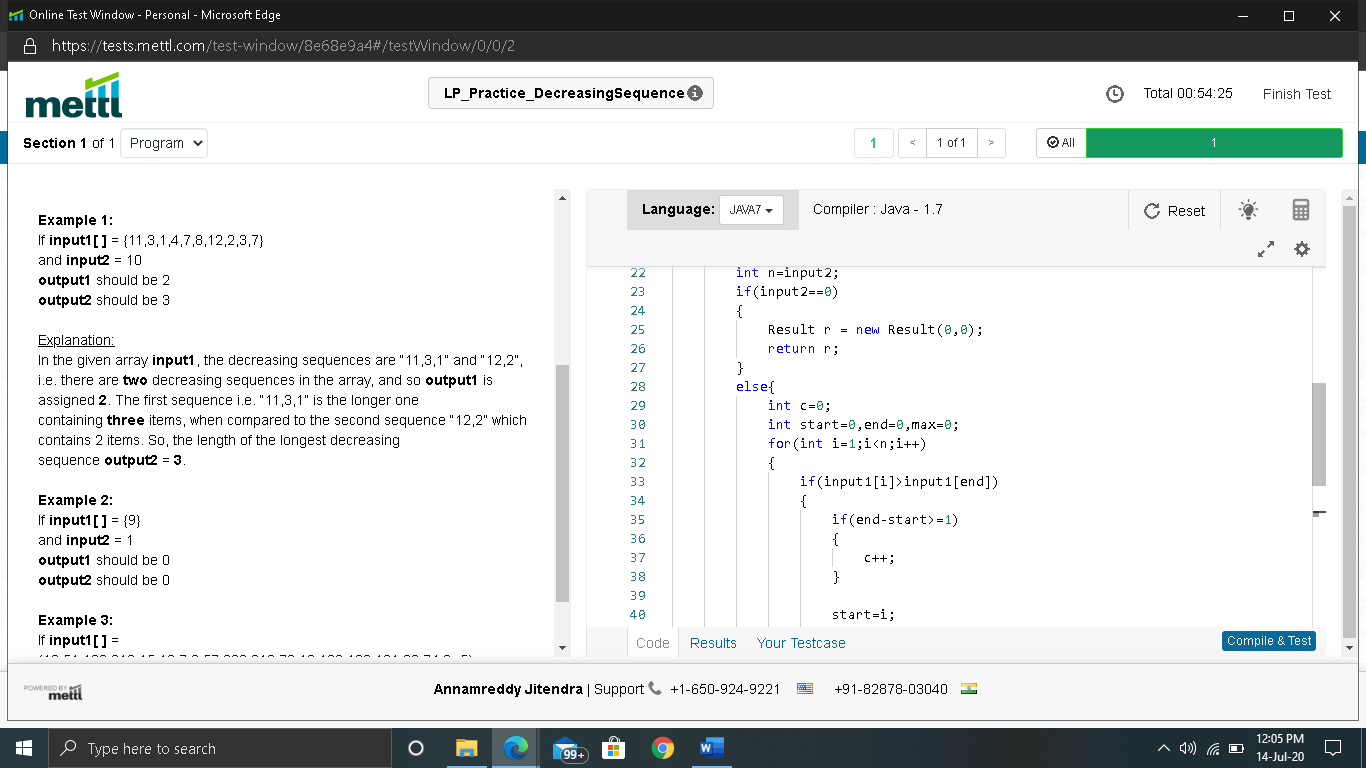 Online Test Window - Personal - Microsoft Edge
https://tests.mettl.com/test-window/8e68e9a4#/testWindow/0/0/2
mettl
LP_Practice_DecreasingSequence
Total 00:54:25
Finish Test
Section 1 of 1
Program
1
<
1 of 1
>
All
1
Example 1:
If input1[ ] = {11,3,1,4,7,8,12,2,3,7}
and input2 = 10
output1 should be 2
output2 should be 3
Explanation:
In the given array input1, the decreasing sequences are "11,3,1" and "12,2",
i.e. there are two decreasing sequences in the array, and so output1 is
assigned 2. The first sequence i.e. "11,3,1" is the longer one
containing three items, when compared to the second sequence "12,2" which
contains 2 items. So, the length of the longest decreasing
sequence output2 = 3.
Example 2:
If input1[ ] = {9}
and input2 = 1
output1 should be 0
output2 should be 0
Example 3:
If input1[ ] =
Language: JAVA7
Compiler : Java - 1.7
Reset
22 int n=input2;
23 if(input2==0)
24 {
25 Result r = new Result(0,0);
26 return r;
27 }
28 else{
29 int c=0;
30 int start=0,end=0,max=0;
31 for(int i=1;i<n;i++)
32 {
33 if(input1[i]>input1[end])
34 {
35 if(end-start>=1)
36 {
37 c++;
38 }
39
40 start=i;
Code
Results
Your Testcase
Compile & Test
POWERED BY mettl
Annamreddy Jitendra | Support +1-650-924-9221 +91-82878-03040
Type here to search
99+
12:05 PM
14-Jul-20